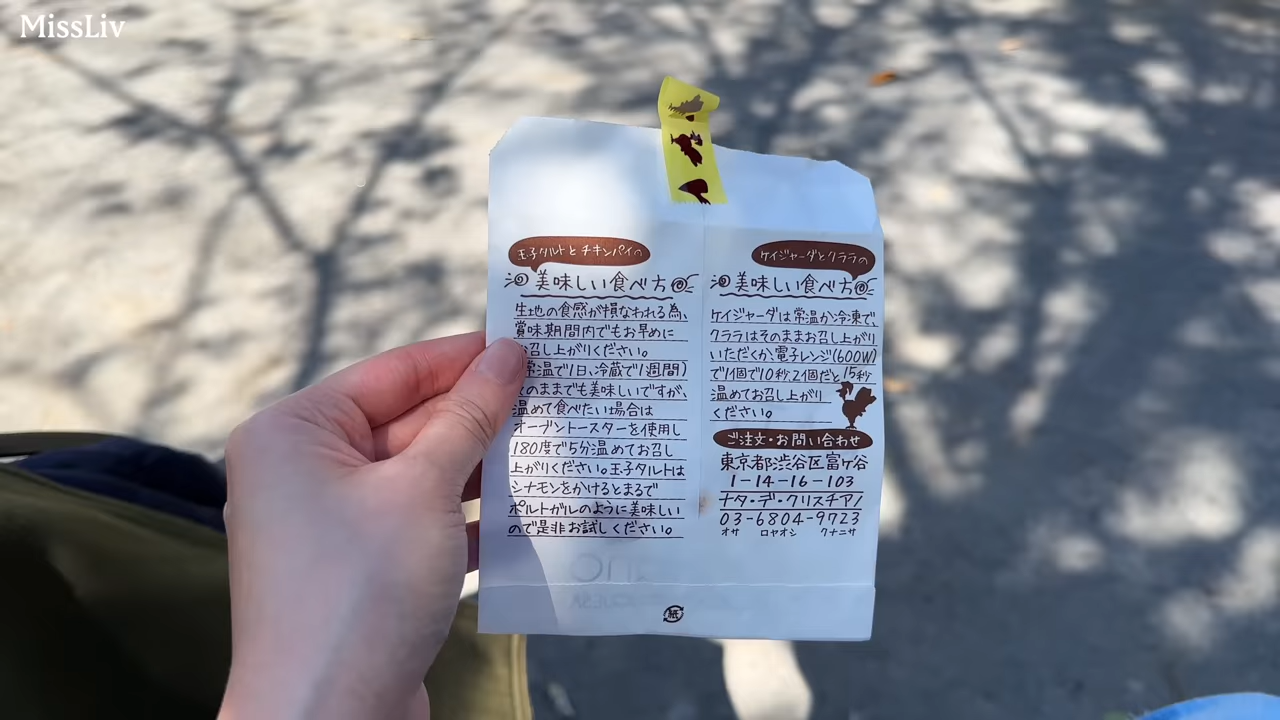 MissLiv
玉子タルトとチキンパイの
美味しい食べ方
生地の食感が損なわれる為、
賞味期間内でもお早めに
召し上がりください。
常温で1日、冷蔵で1週間)
のままでも美味しいですが、
温めて食べたい場合は
オーブントースターを使用し
180度で5分温めてお召し
上がりください。玉子タルトは
シナモンをかけるとまるで
ポルトガルのように美味しい
ので是非お試しください。
ケイジャーダとクララの
美味しい食べ方
ケイジャーダは常温か冷凍で、
クララはそのままお召し上がり
いただくか、電子レンジ(600W)
で1個で10秒、2個だと15秒
温めてお召し上がり
ください。
ご注文・お問い合わせ
東京都渋谷区富ヶ谷
1-14-16-103
ナタ・デ・クリスチアノ
03-6804-9723
オサ ロヤオシ クナニサ
紙